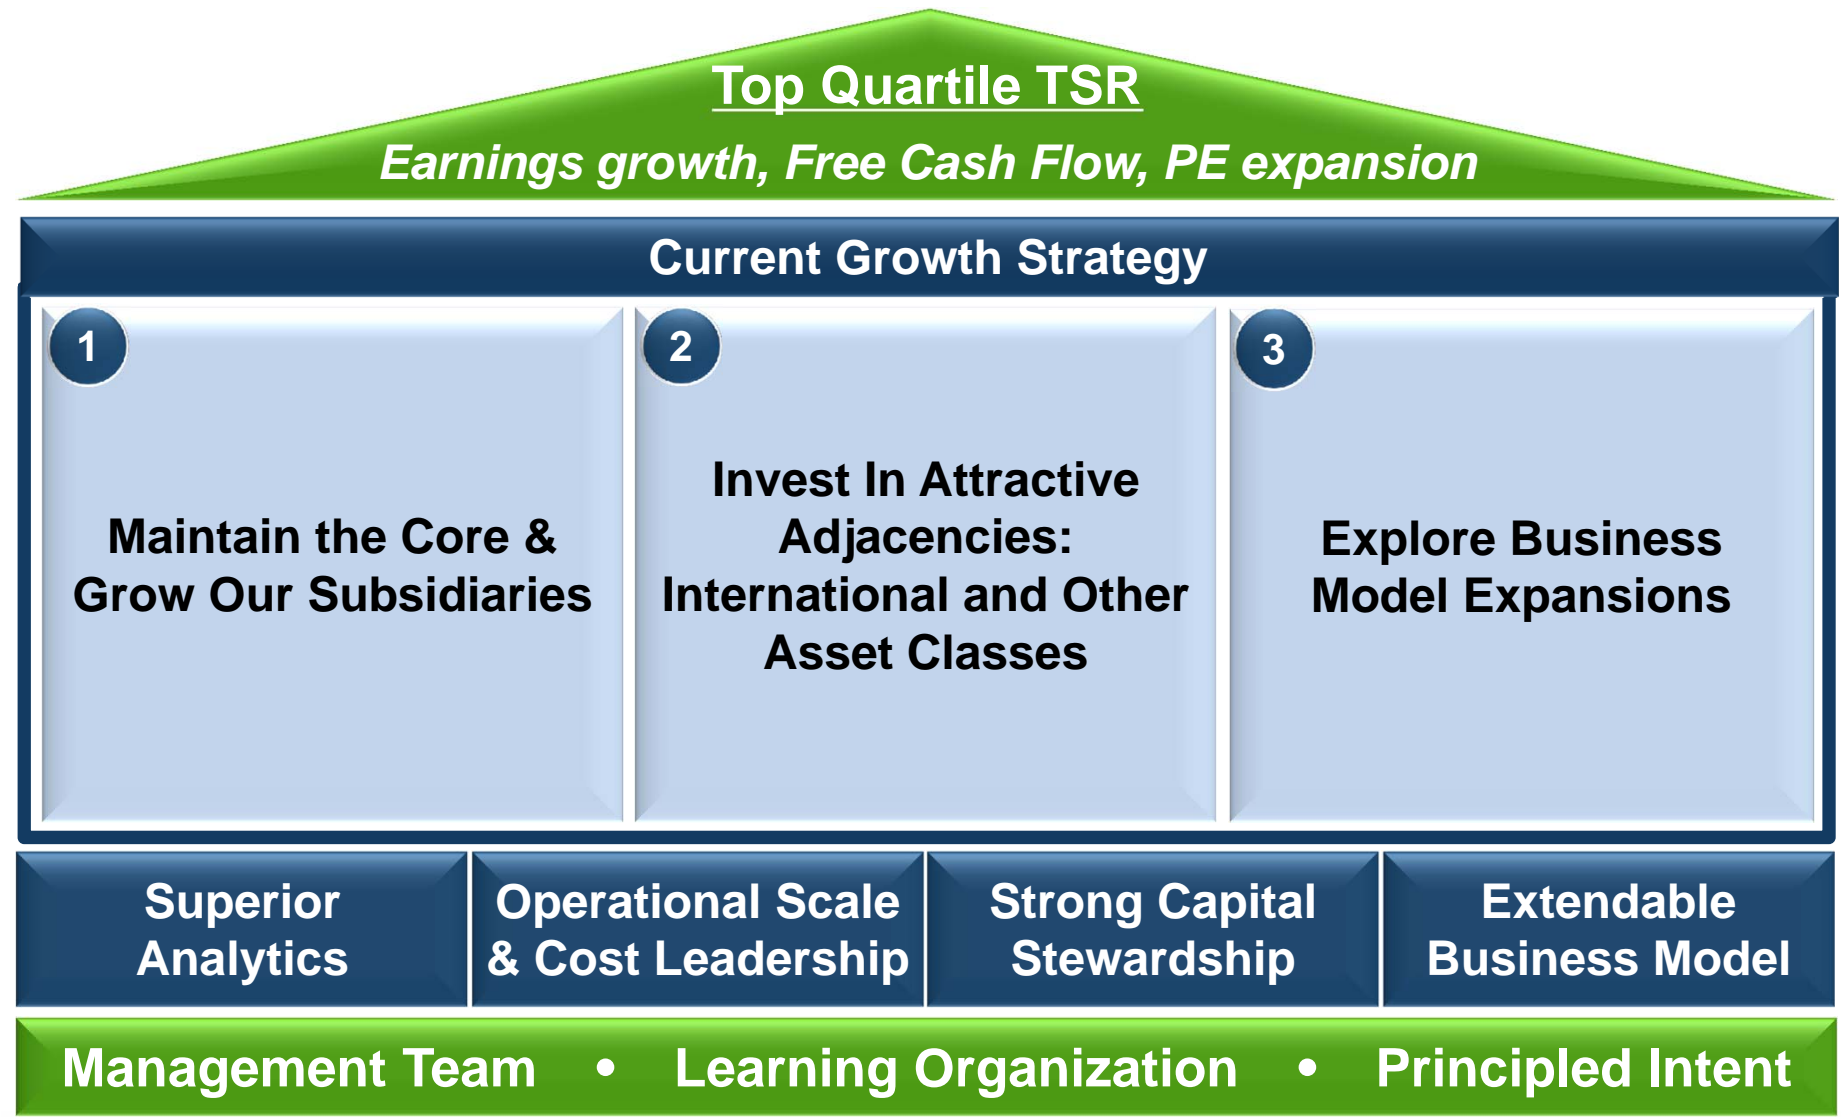 Top Quartile TSR
Earnings growth, Free Cash Flow, PE expansion
Current Growth Strategy
1
Maintain the Core &
Grow Our Subsidiaries
2
Invest In Attractive
Adjacencies:
International and Other
Asset Classes
3
Explore Business
Model Expansions
Superior
Analytics
Operational Scale
& Cost Leadership
Strong Capital
Stewardship
Extendable
Business Model
Management Team • Learning Organization • Principled Intent